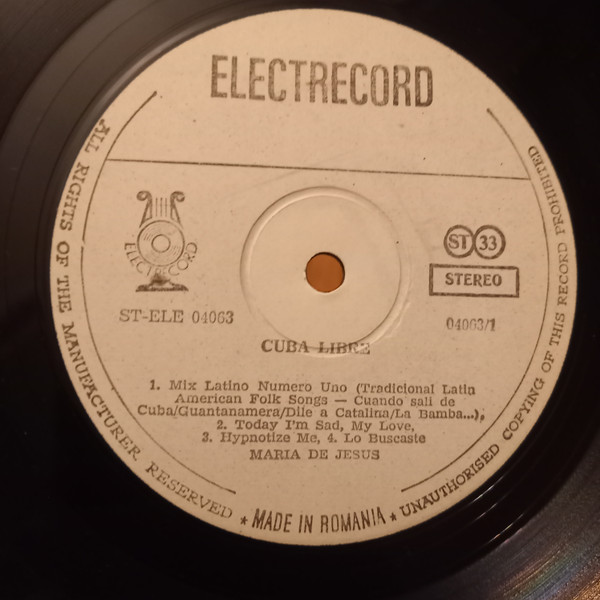 ELECTRECORD
ELECTRECORD
ST 33
STEREO
ST-ELE 04063
04063/1
CUBA LIBRE
1. Mix Latino Numero Uno (Tradicional Latin
American Folk Songs — Cuando sali de
Cuba/Guantanamera/Dile a Catalina/La Bamba...),
2. Today I'm Sad, My Love,
3. Hypnotize Me, 4. Lo Buscaste
MARIA DE JESUS
ALL RIGHTS OF THE MANUFACTURER RESERVED ★ MADE IN ROMANIA ★ UNAUTHORISED COPYING OF THIS RECORD PROHIBITED